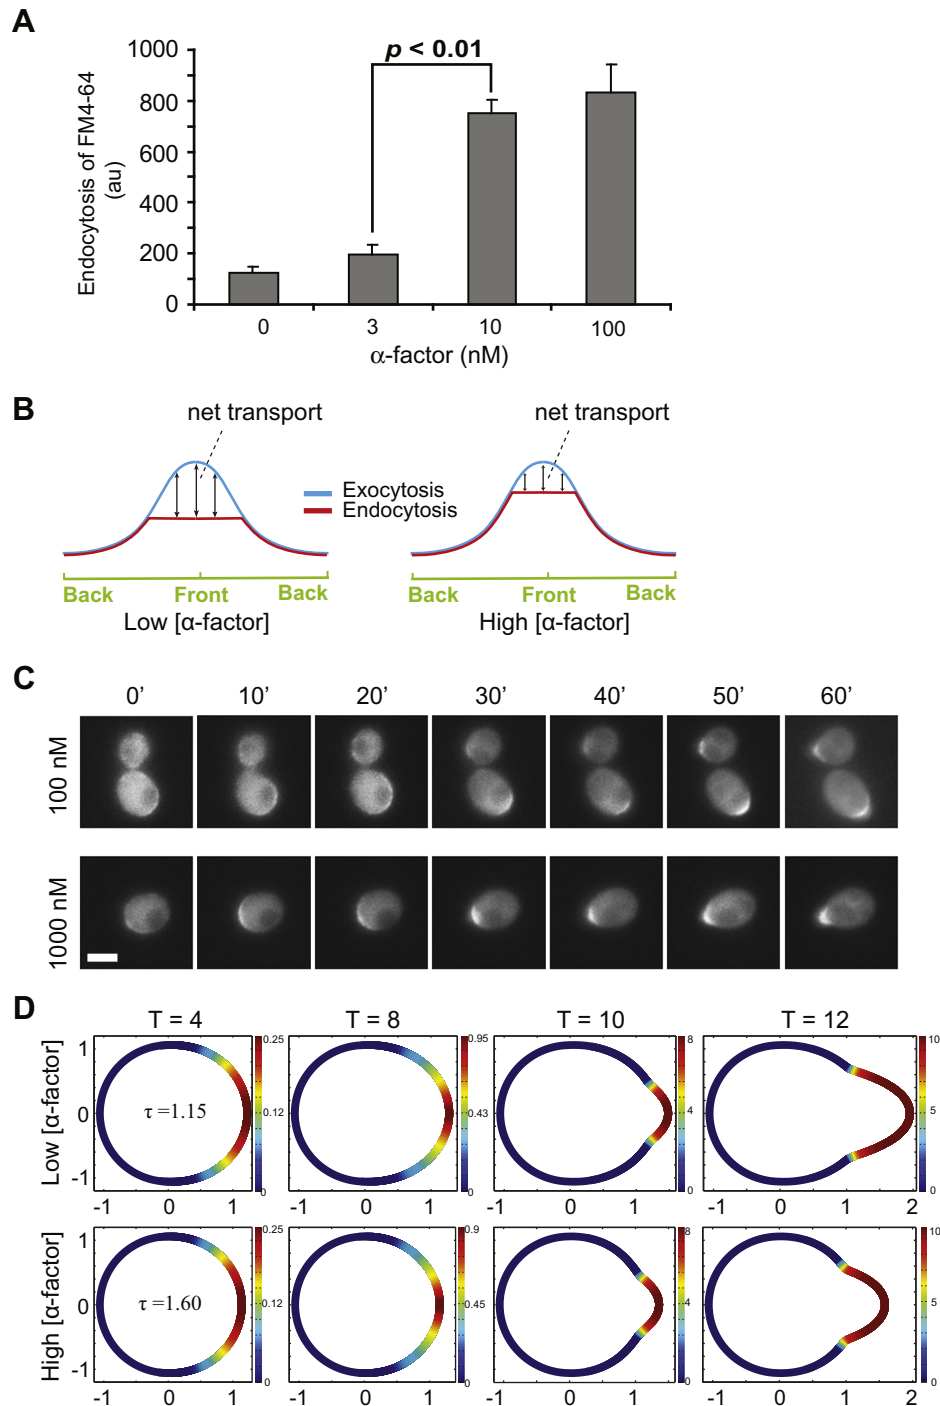 A
p < 0.01
Endocytosis of FM4-64
(au)
1000
800
600
400
200
0
0 3 10 100
α-factor (nM)
B
net transport net transport
Exocytosis
Endocytosis
Back Front Back Back Front Back
Low [α-factor] High [α-factor]
C
0’ 10’ 20’ 30’ 40’ 50’ 60’
100 nM
1000 nM
D
T = 4 T = 8 T = 10 T = 12
Low [α-factor]
1
0
-1
τ =1.15
0.25
0.12
0
0.95
0.43
0
8
4
0
10
5
0
-1 0 1 -1 0 1 -1 0 1 -1 0 1 2
High [α-factor]
1
0
-1
τ =1.60
0.25
0.12
0
0.9
0.45
0
8
4
0
10
5
0
-1 0 1 -1 0 1 -1 0 1 -1 0 1 2